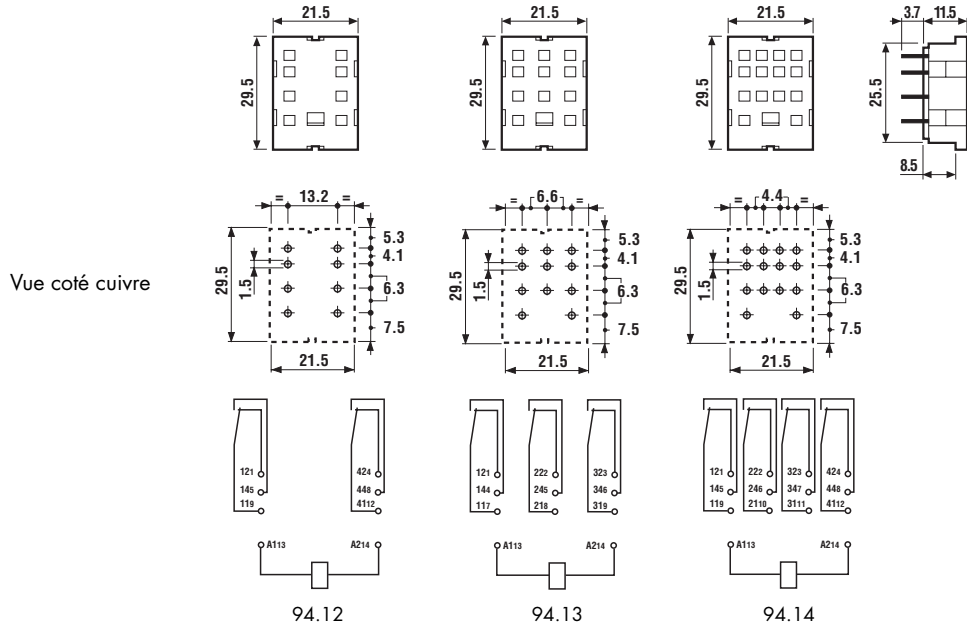 21.5 21.5 21.5 3.7 11.5
29.5 29.5 29.5 25.5
8.5
= 13.2 = = 6.6 = = 4.4 =
Vue coté cuivre
29.5 1.5 5.3 4.1 6.3 7.5
29.5 1.5 5.3 4.1 6.3 7.5
29.5 1.5 5.3 4.1 6.3 7.5
21.5 21.5 21.5
121 424 121 222 323 121 222 323 424
145 448 144 245 346 145 246 347 448
119 4112 117 218 319 119 2110 3111 4112
A113 A214 A113 A214 A113 A214
94.12 94.13 94.14